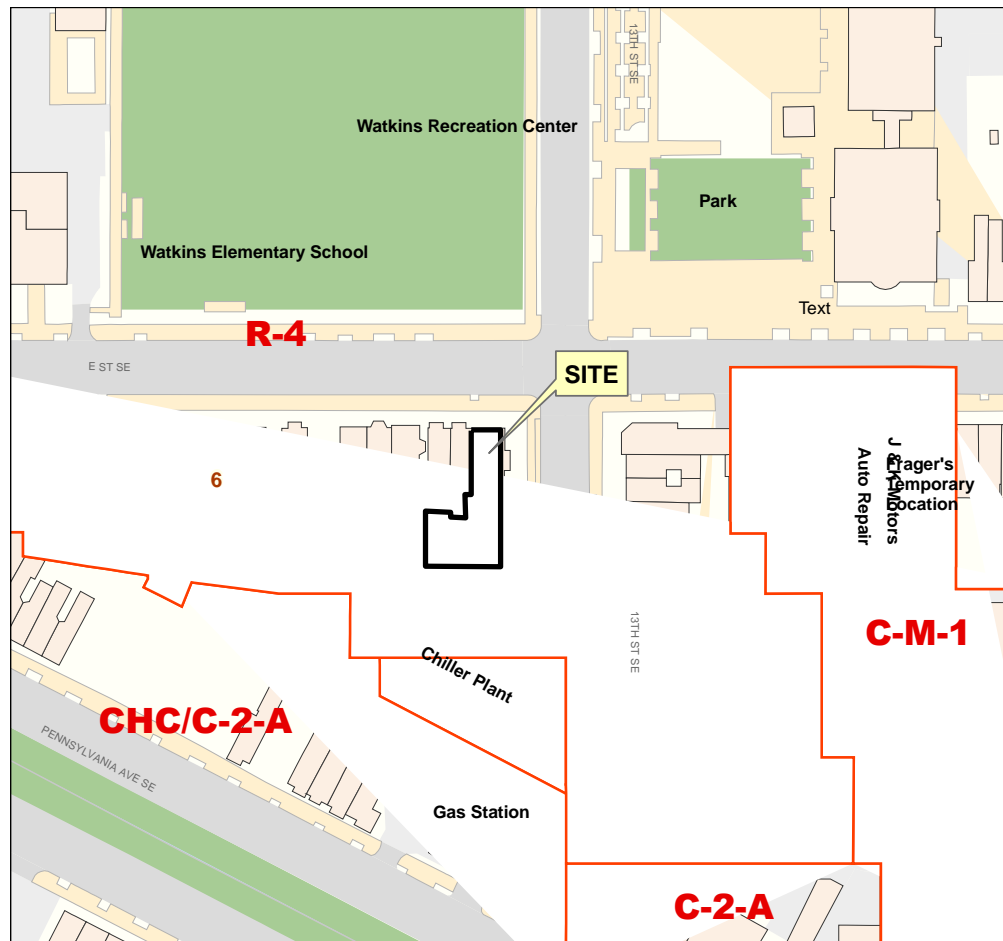 13TH ST SE
Watkins Recreation Center
Park
Watkins Elementary School
Text
R-4
E ST SE
SITE
6
J & K Motors
Auto Repair
Frager's
Temporary
Location
13TH ST SE
C-M-1
Chiller Plant
CHC/C-2-A
PENNSYLVANIA AVE SE
Gas Station
C-2-A